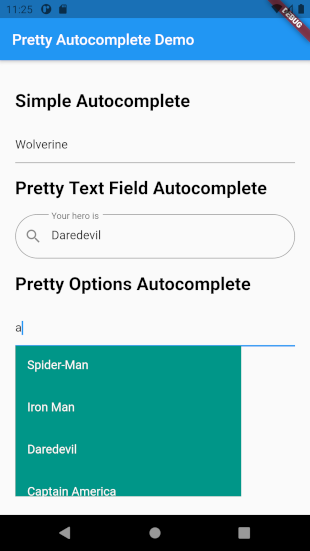 11:25
DEBUG
Pretty Autocomplete Demo
Simple Autocomplete
Wolverine
Pretty Text Field Autocomplete
Your hero is
Daredevil
Pretty Options Autocomplete
a
Spider-Man
Iron Man
Daredevil
Captain America